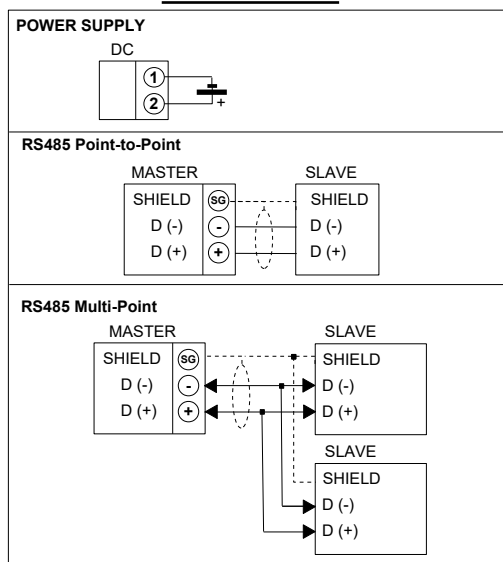 POWER SUPPLY
DC
1
2
+
RS485 Point-to-Point
MASTER SLAVE
SHIELD SG SHIELD
D (-) - D (-)
D (+) + D (+)
RS485 Multi-Point
MASTER SLAVE
SHIELD SG SHIELD
D (-) - D (-)
D (+) + D (+)
SLAVE
SHIELD
D (-)
D (+)